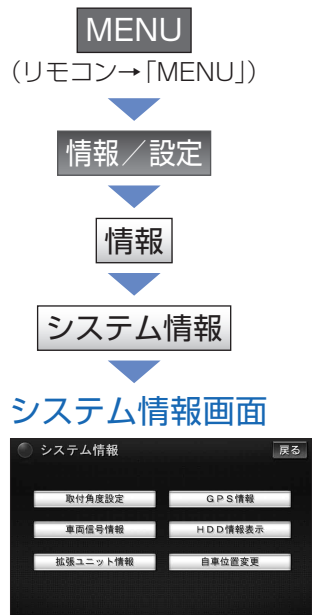 MENU
(リモコン→「MENU」)
情報／設定
情報
システム情報
システム情報画面
システム情報 戻る
取付角度設定 GPS情報
車両信号情報 HDD情報表示
拡張ユニット情報 自車位置変更